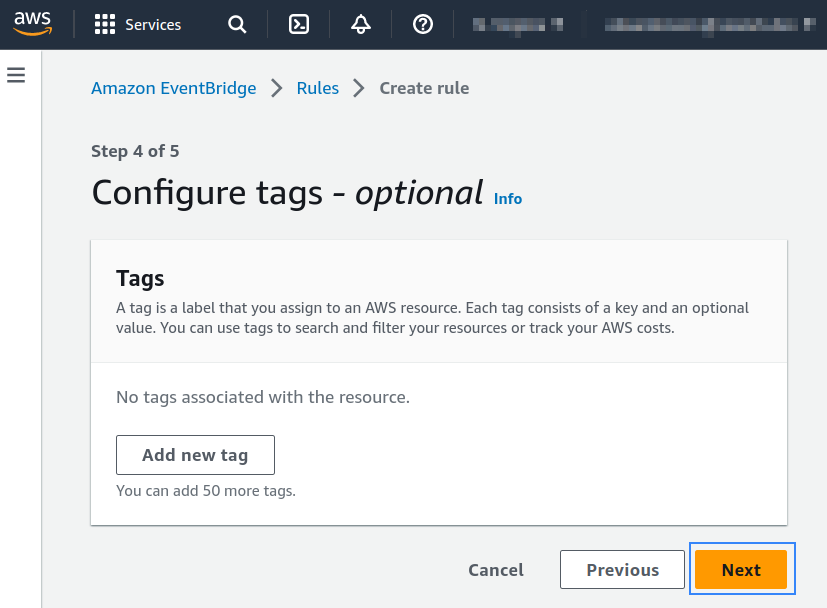 aws Services
Amazon EventBridge Rules Create rule
Step 4 of 5
Configure tags - optional Info
Tags
A tag is a label that you assign to an AWS resource. Each tag consists of a key and an optional
value. You can use tags to search and filter your resources or track your AWS costs.
No tags associated with the resource.
Add new tag
You can add 50 more tags.
Cancel Previous Next